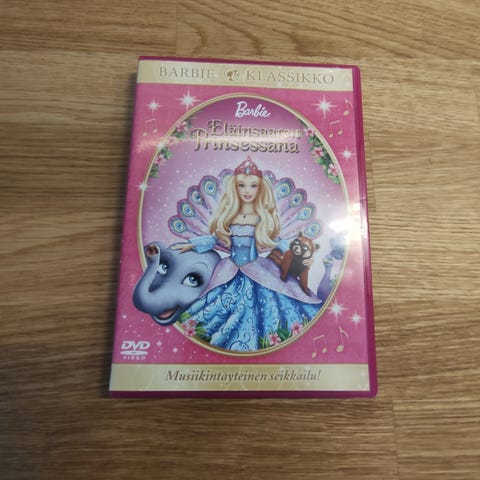 BARBIE KLASSIKKO
Barbie
Eläinsaaren
Prinsessana
DVD
VIDEO
Musiikintäyteinen seikkailu!